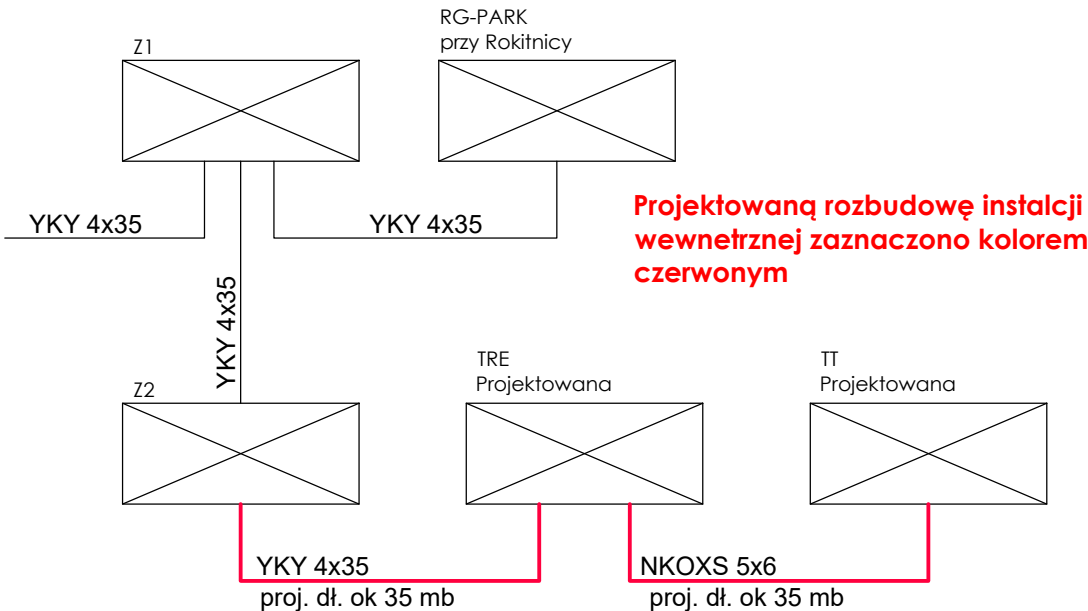 Z1
RG-PARK
przy Rokitnicy
YKY 4x35
YKY 4x35
Projektowaną rozbudowę instalcji
wewnetrznej zaznaczono kolorem
czerwonym
YKY 4x35
Z2
TRE
Projektowana
TT
Projektowana
YKY 4x35
proj. dł. ok 35 mb
NKOXS 5x6
proj. dł. ok 35 mb